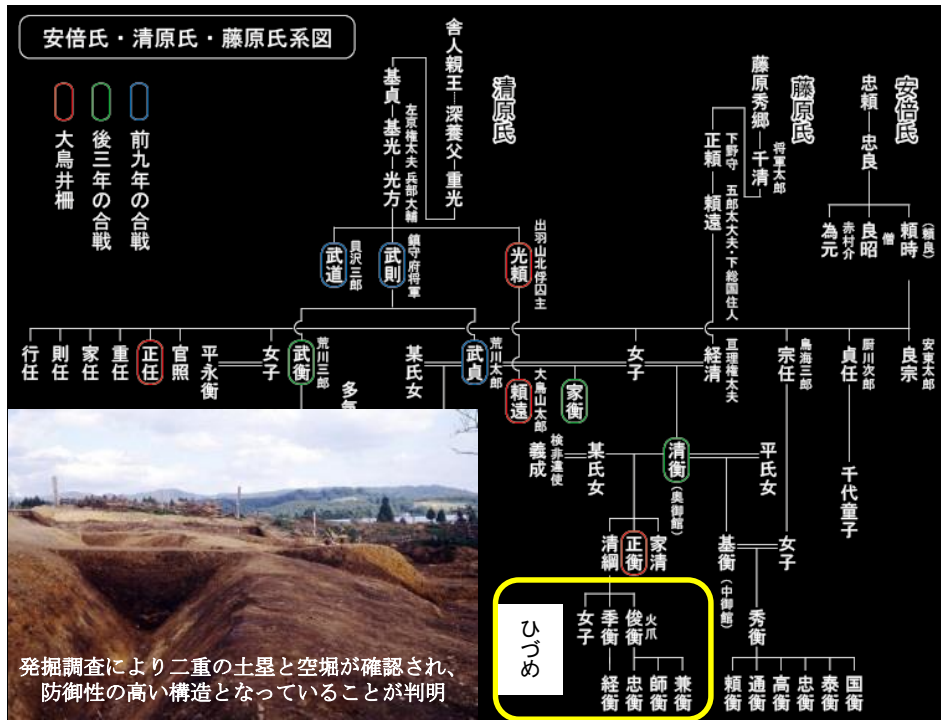 安倍氏・清原氏・藤原氏系図
安倍氏
忠頼
忠良
(頼良)
頼時
僧
良昭
赤村介
為元
藤原氏
藤原秀郷
将軍太郎
千清
下野守
正頼
五郎太大夫・下総国住人
頼遠
清原氏
舎人親王
深養父
重光
基貞
左京権太夫
基光
兵部大輔
光方
出羽山北俘囚主
光頼
鎮守府将軍
武則
貝沢三郎
武道
前九年の合戦
後三年の合戦
大鳥井柵
安東太郎
良宗
厨川次郎
貞任
鳥海三郎
宗任
亘理権太夫
経清
女子
荒川太郎
武貞
某氏女
荒川三郎
武衡
女子
平永衡
官照
正任
重任
家任
則任
行任
家衡
大鳥山太郎
頼遠
多気
千代童子
平氏女
清衡
(奥御館)
某氏女
検非違使
義成
女子
基衡
(中御館)
家清
正衡
清綱
秀衡
火爪
俊衡
季衡
女子
ひづめ
国衡
泰衡
忠衡
高衡
通衡
頼衡
兼衡
師衡
忠衡
経衡
発掘調査により二重の土塁と空堀が確認され、
防御性の高い構造となっていることが判明